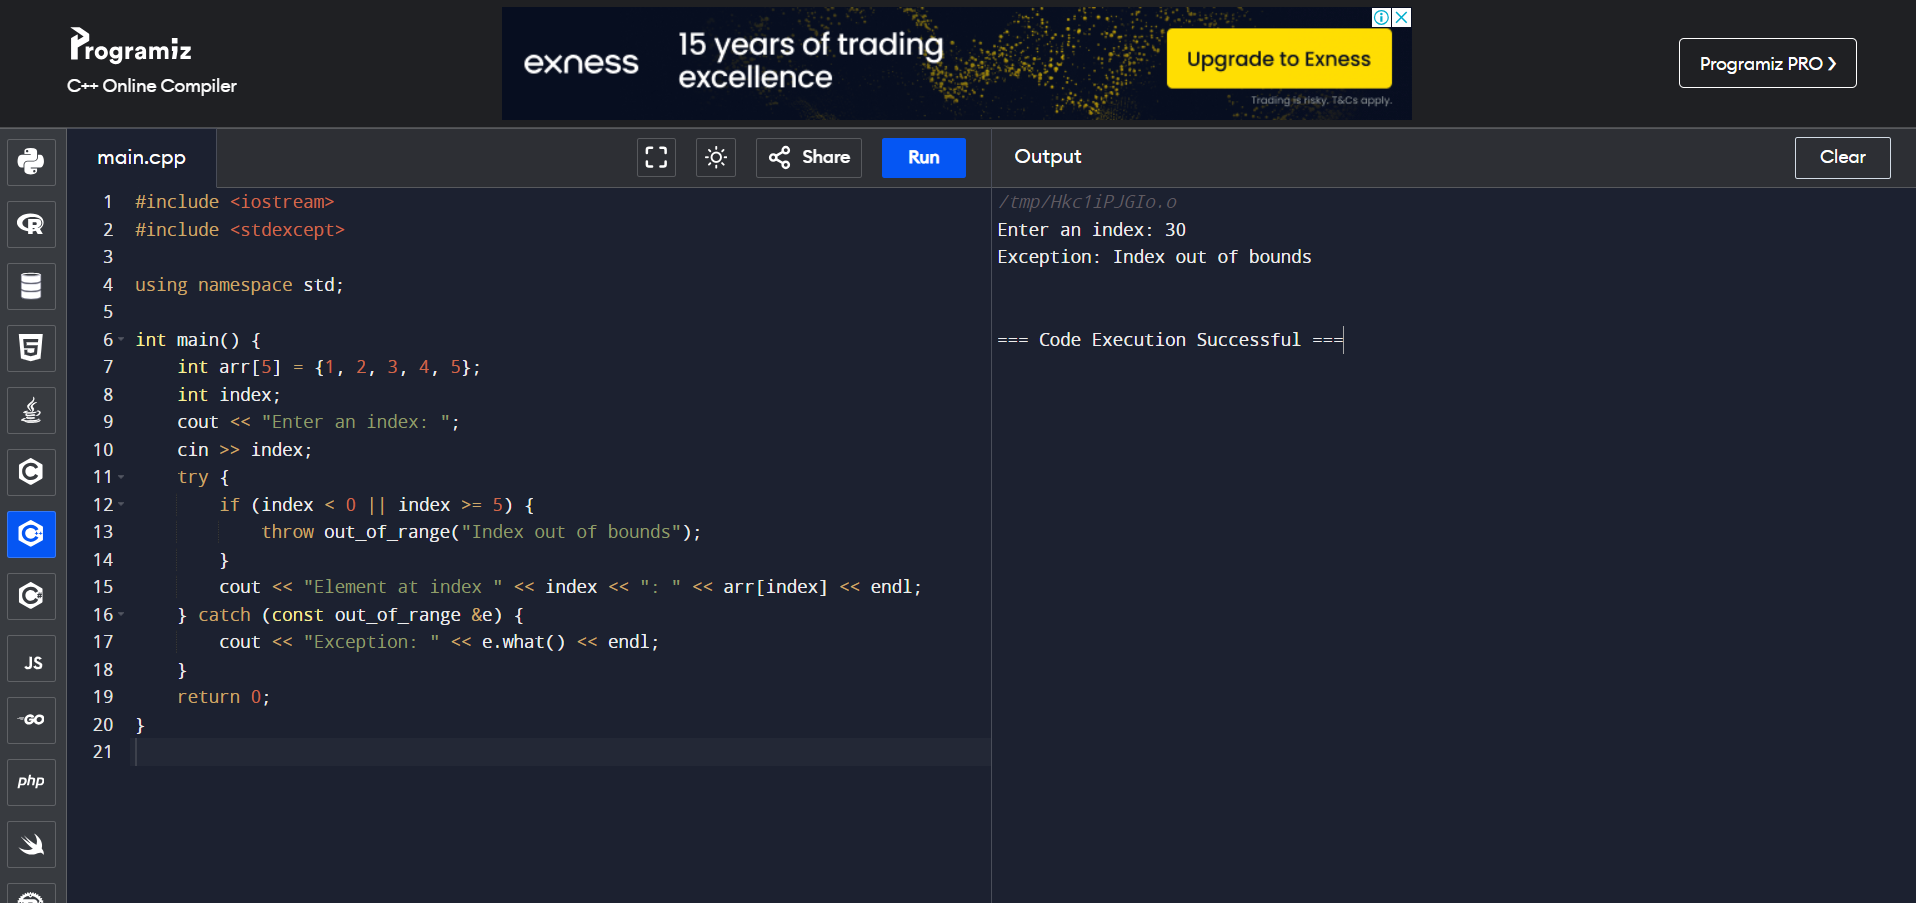 Programiz
C++ Online Compiler
exness
15 years of trading
excellence
Upgrade to Exness
Trading is risky. T&Cs apply.
Programiz PRO ❯
main.cpp
Share
Run
Output
Clear
1 #include <iostream>
2 #include <stdexcept>
3
4 using namespace std;
5
6 int main() {
7     int arr[5] = {1, 2, 3, 4, 5};
8     int index;
9     cout << "Enter an index: ";
10     cin >> index;
11     try {
12         if (index < 0 || index >= 5) {
13             throw out_of_range("Index out of bounds");
14         }
15         cout << "Element at index " << index << ": " << arr[index] << endl;
16     } catch (const out_of_range &e) {
17         cout << "Exception: " << e.what() << endl;
18     }
19     return 0;
20 }
21
/tmp/Hkc1iPJGIo.o
Enter an index: 30
Exception: Index out of bounds
=== Code Execution Successful ===
R
5
C
C
C
JS
GO
php